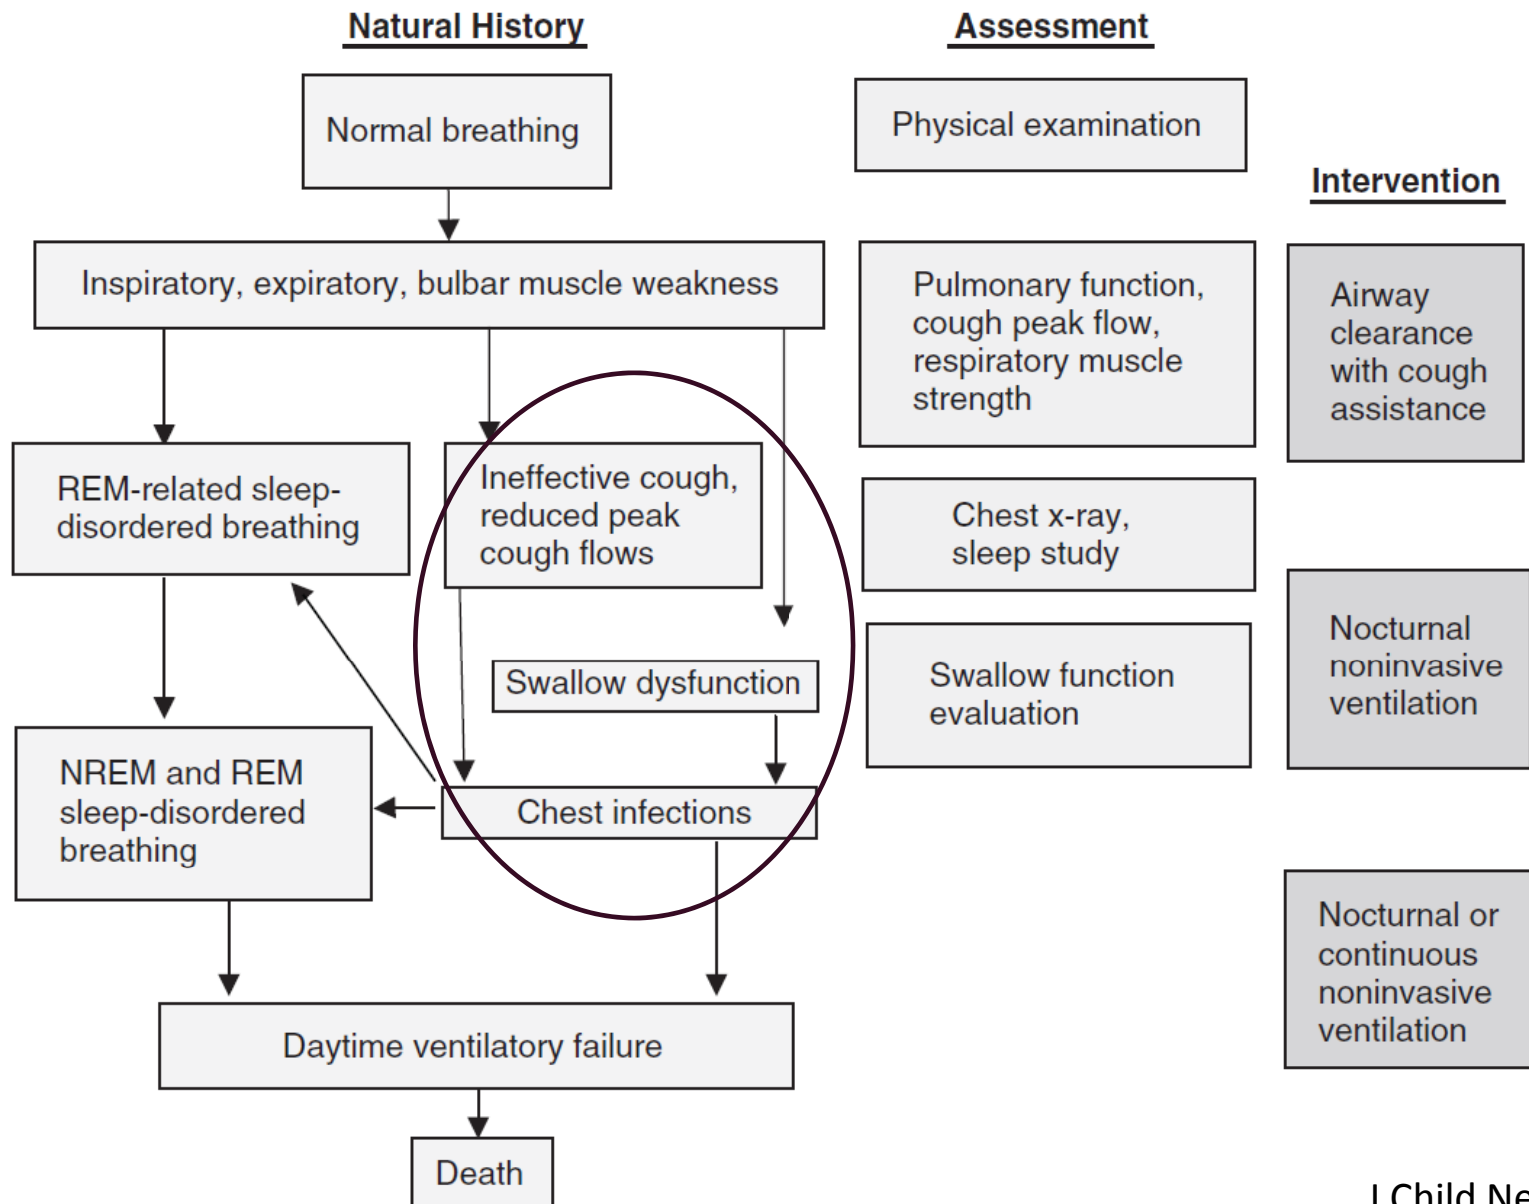 Natural History
Normal breathing
Inspiratory, expiratory, bulbar muscle weakness
REM-related sleep-
disordered breathing
Ineffective cough,
reduced peak
cough flows
Swallow dysfunction
NREM and REM
sleep-disordered
breathing
Chest infections
Daytime ventilatory failure
Death
Assessment
Physical examination
Pulmonary function,
cough peak flow,
respiratory muscle
strength
Chest x-ray,
sleep study
Swallow function
evaluation
Intervention
Airway
clearance
with cough
assistance
Nocturnal
noninvasive
ventilation
Nocturnal or
continuous
noninvasive
ventilation
J Child Ne